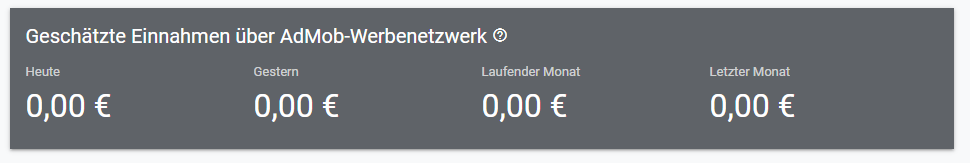 Geschätzte Einnahmen über AdMob-Werbenetzwerk
Heute Gestern Laufender Monat Letzter Monat
0,00 € 0,00 € 0,00 € 0,00 €